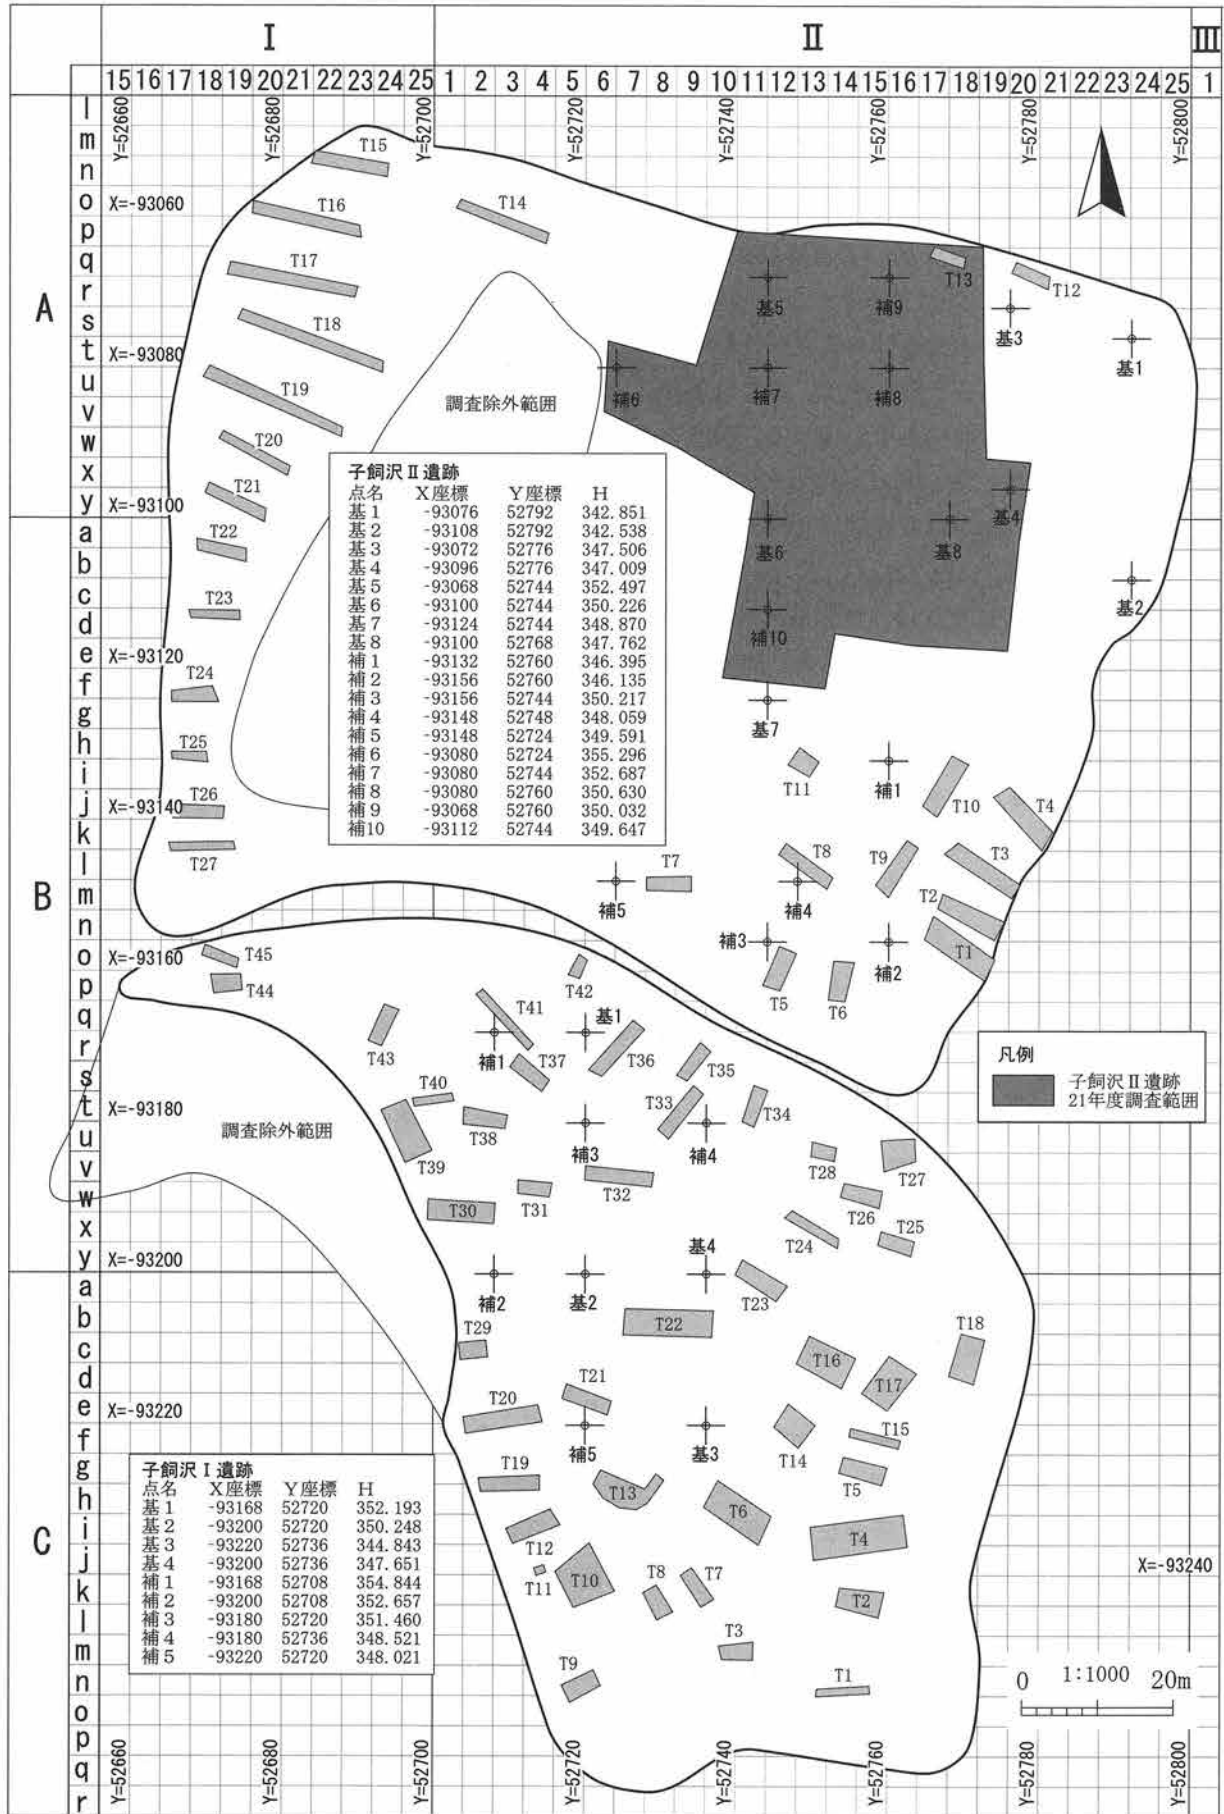 I II III
15 16 17 18 19 20 21 22 23 24 25 1 2 3 4 5 6 7 8 9 10 11 12 13 14 15 16 17 18 19 20 21 22 23 24 25 1
Y=52660 Y=52680 Y=52700 Y=52720 Y=52740 Y=52760 Y=52780 Y=52800
A
l
m
n
o
p
q
r
s
t
u
v
w
x
y
B
a
b
c
d
e
f
g
h
i
j
k
l
m
n
o
p
q
r
s
t
u
v
w
x
y
C
a
b
c
d
e
f
g
h
i
j
k
l
m
n
o
p
q
r
X=-93060
X=-93080
X=-93100
X=-93120
X=-93140
X=-93160
X=-93180
X=-93200
X=-93220
X=-93240
T15
T16
T14
T17
T13
T12
基5
補9
基3
T18
基1
補6
補7
補8
T19
調査除外範囲
T20
T21
基4
T22
基6
基8
T23
補10
基2
T24
基7
T25
T11
補1
T10
T26
T4
T27
T7
T8
T9
T3
補5
補4
T2
補3
補2
T1
T5
T6
子飼沢Ⅱ遺跡
点名 X座標 Y座標 H
基1 -93076 52792 342.851
基2 -93108 52792 342.538
基3 -93072 52776 347.506
基4 -93096 52776 347.009
基5 -93068 52744 352.497
基6 -93100 52744 350.226
基7 -93124 52744 348.870
基8 -93100 52768 347.762
補1 -93132 52760 346.395
補2 -93156 52760 346.135
補3 -93156 52744 350.217
補4 -93148 52748 348.059
補5 -93148 52724 349.591
補6 -93080 52724 355.296
補7 -93080 52744 352.687
補8 -93080 52760 350.630
補9 -93068 52760 350.032
補10 -93112 52744 349.647
凡例
子飼沢Ⅱ遺跡
21年度調査範囲
T45
T44
T42
T41
基1
T43
補1
T37
T36
T35
T40
T33
T34
調査除外範囲
T38
補3
補4
T39
T28
T27
T32
T31
T30
T26
T25
T24
基4
補2
基2
T23
T22
T29
T18
T16
T17
T21
T20
T15
補5
基3
T14
T19
T5
T13
T6
T12
T4
T11
T10
T8
T7
T2
T3
T9
T1
子飼沢Ⅰ遺跡
点名 X座標 Y座標 H
基1 -93168 52720 352.193
基2 -93200 52720 350.248
基3 -93220 52736 344.843
基4 -93200 52736 347.651
補1 -93168 52708 354.844
補2 -93200 52708 352.657
補3 -93180 52720 351.460
補4 -93180 52736 348.521
補5 -93220 52720 348.021
0 1:1000 20m
Y=52660 Y=52680 Y=52700 Y=52720 Y=52740 Y=52760 Y=52780 Y=52800